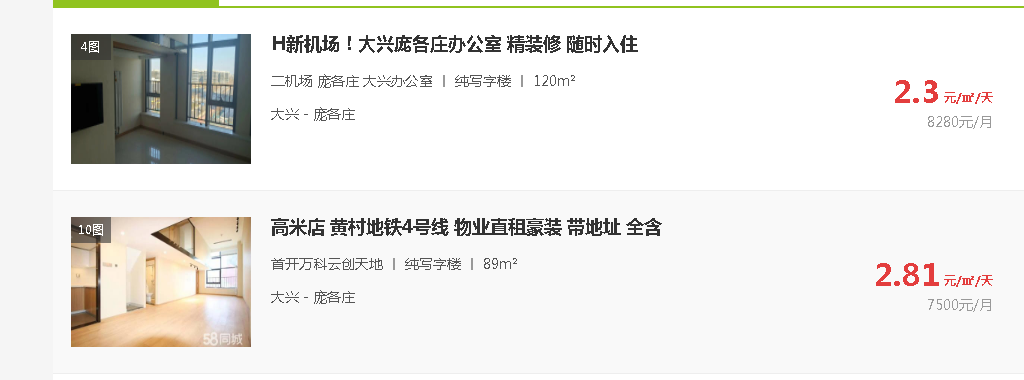 4图
H新机场！大兴庞各庄办公室 精装修 随时入住
二机场 庞各庄 大兴办公室 丨 纯写字楼 丨 120m²
大兴 - 庞各庄
2.3 元/㎡/天
8280元/月
10图
高米店 黄村地铁4号线 物业直租豪装 带地址 全含
首开万科云创天地 丨 纯写字楼 丨 89m²
大兴 - 庞各庄
2.81 元/㎡/天
7500元/月
58同城